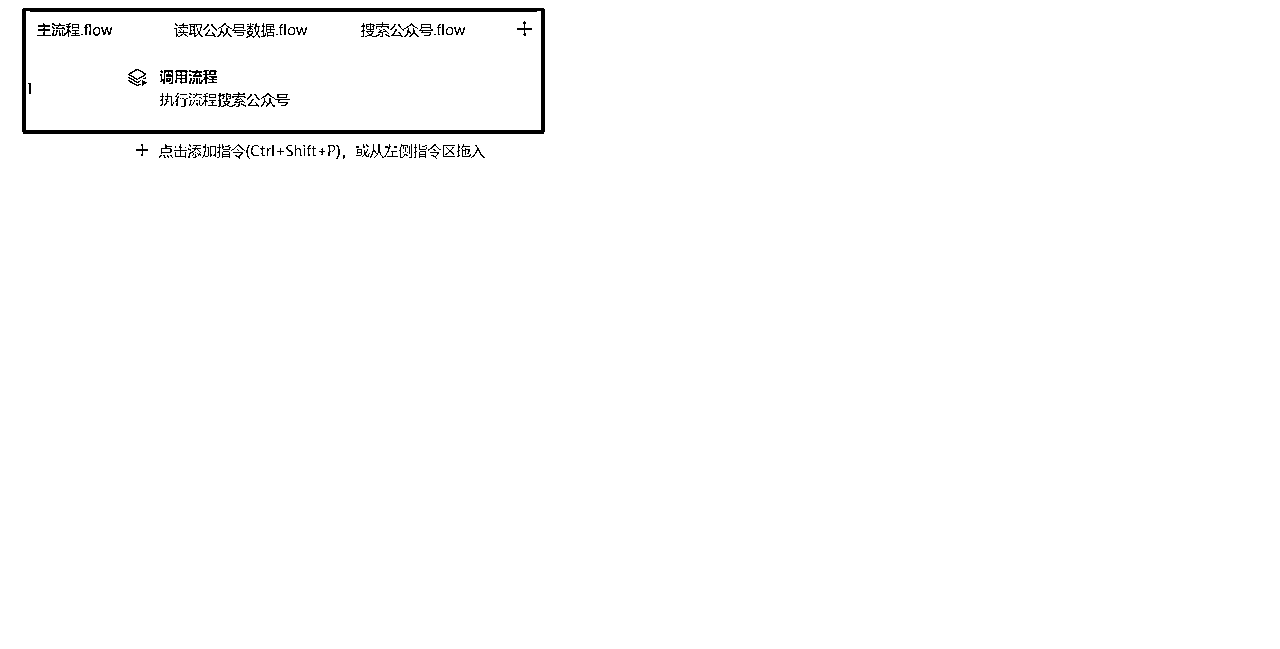 主流程.flow 读取公众号数据.flow 搜索公众号.flow
调用流程
1
执行流程搜索公众号
点击添加指令(Ctrl+Shift+P)，或从左侧指令区拖入